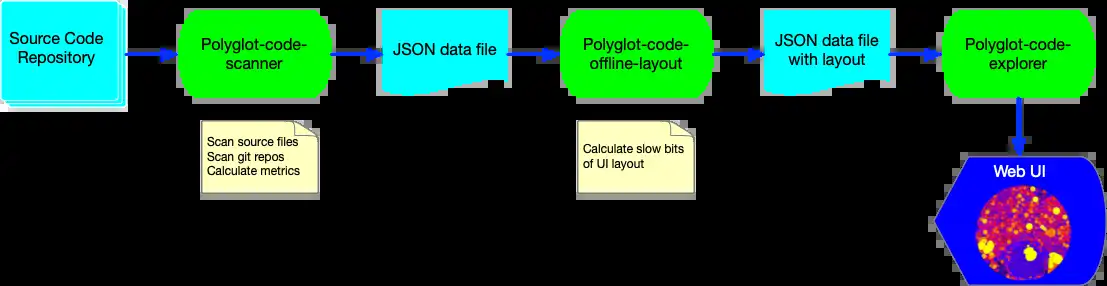 Source Code
Repository
Polyglot-code-
scanner
JSON data file
Polyglot-code-
offline-layout
JSON data file
with layout
Polyglot-code-
explorer
Scan source files
Scan git repos
Calculate metrics
Calculate slow bits
of UI layout
Web UI